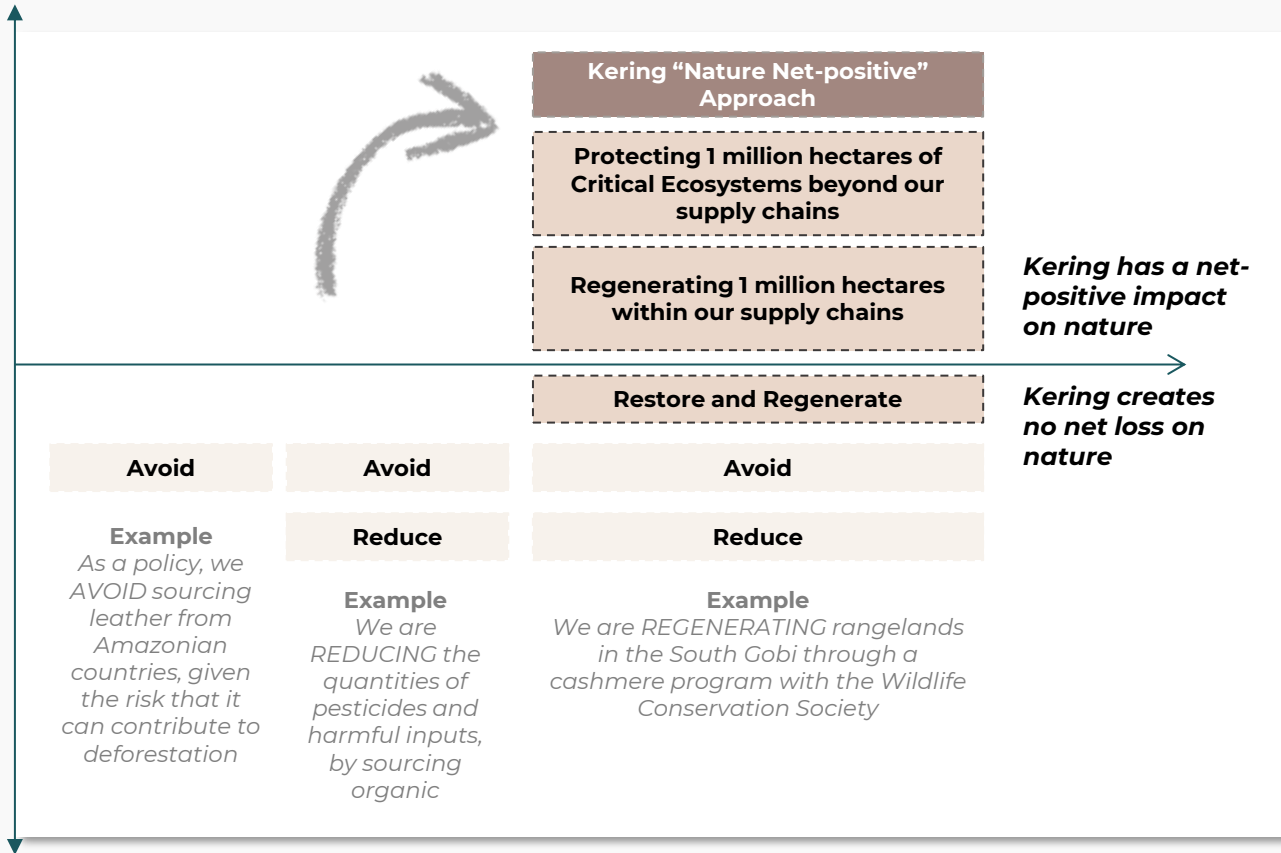 Kering “Nature Net-positive”
Approach
Protecting 1 million hectares of
Critical Ecosystems beyond our
supply chains
Regenerating 1 million hectares
within our supply chains
Kering has a net-
positive impact
on nature
Restore and Regenerate
Kering creates
no net loss on
nature
Avoid
Example
As a policy, we
AVOID sourcing
leather from
Amazonian
countries, given
the risk that it
can contribute to
deforestation
Avoid
Reduce
Example
We are
REDUCING the
quantities of
pesticides and
harmful inputs,
by sourcing
organic
Avoid
Reduce
Example
We are REGENERATING rangelands
in the South Gobi through a
cashmere program with the Wildlife
Conservation Society